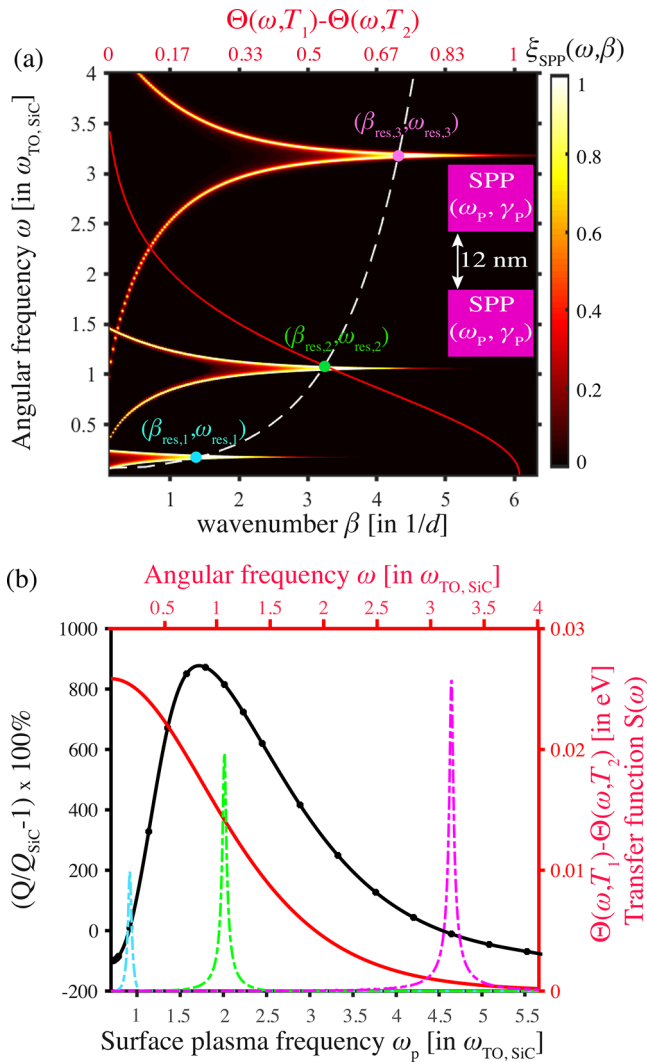 Θ(ω,T₁)-Θ(ω,T₂)
(a)
0 0.17 0.23 0.33 0.45 0.55 0.67 0.83 1
ξSPP(ω,β)
Angular frequency ω [in ωTO, SiC]
4
3.5
3
2.5
2
1.5
1
0.5
(βres,3,ωres,3)
(βres,2,ωres,2)
(βres,1,ωres,1)
SPP
(ωP, γP)
12 nm
SPP
(ωP, γP)
1
0.8
0.6
0.4
0.2
0
1 2 3 4 5 6
wavenumber β [in 1/d]
(b)
Angular frequency ω [in ωTO, SiC]
0.5 1 1.5 2 2.5 3 3.5 4
(Q/QSiC-1) x 100%
1000
800
600
400
200
0
-200
0.03
0.02
0.01
0
Θ(ω,T₁)-Θ(ω,T₂) [in eV]
Transfer function S(ω)
1 1.5 2 2.5 3 3.5 4 4.5 5 5.5
Surface plasma frequency ωp [in ωTO, SiC]